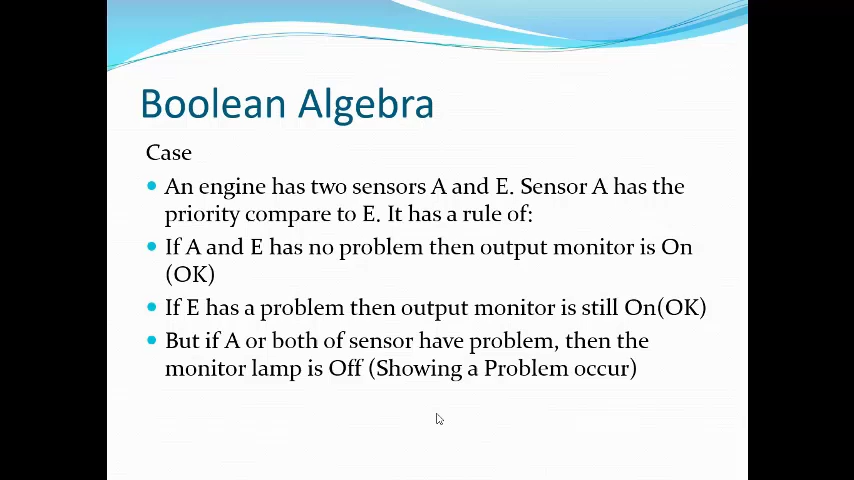 Boolean Algebra
Case
An engine has two sensors A and E. Sensor A has the
priority compare to E. It has a rule of:
If A and E has no problem then output monitor is On
(OK)
If E has a problem then output monitor is still On(OK)
But if A or both of sensor have problem, then the
monitor lamp is Off (Showing a Problem occur)